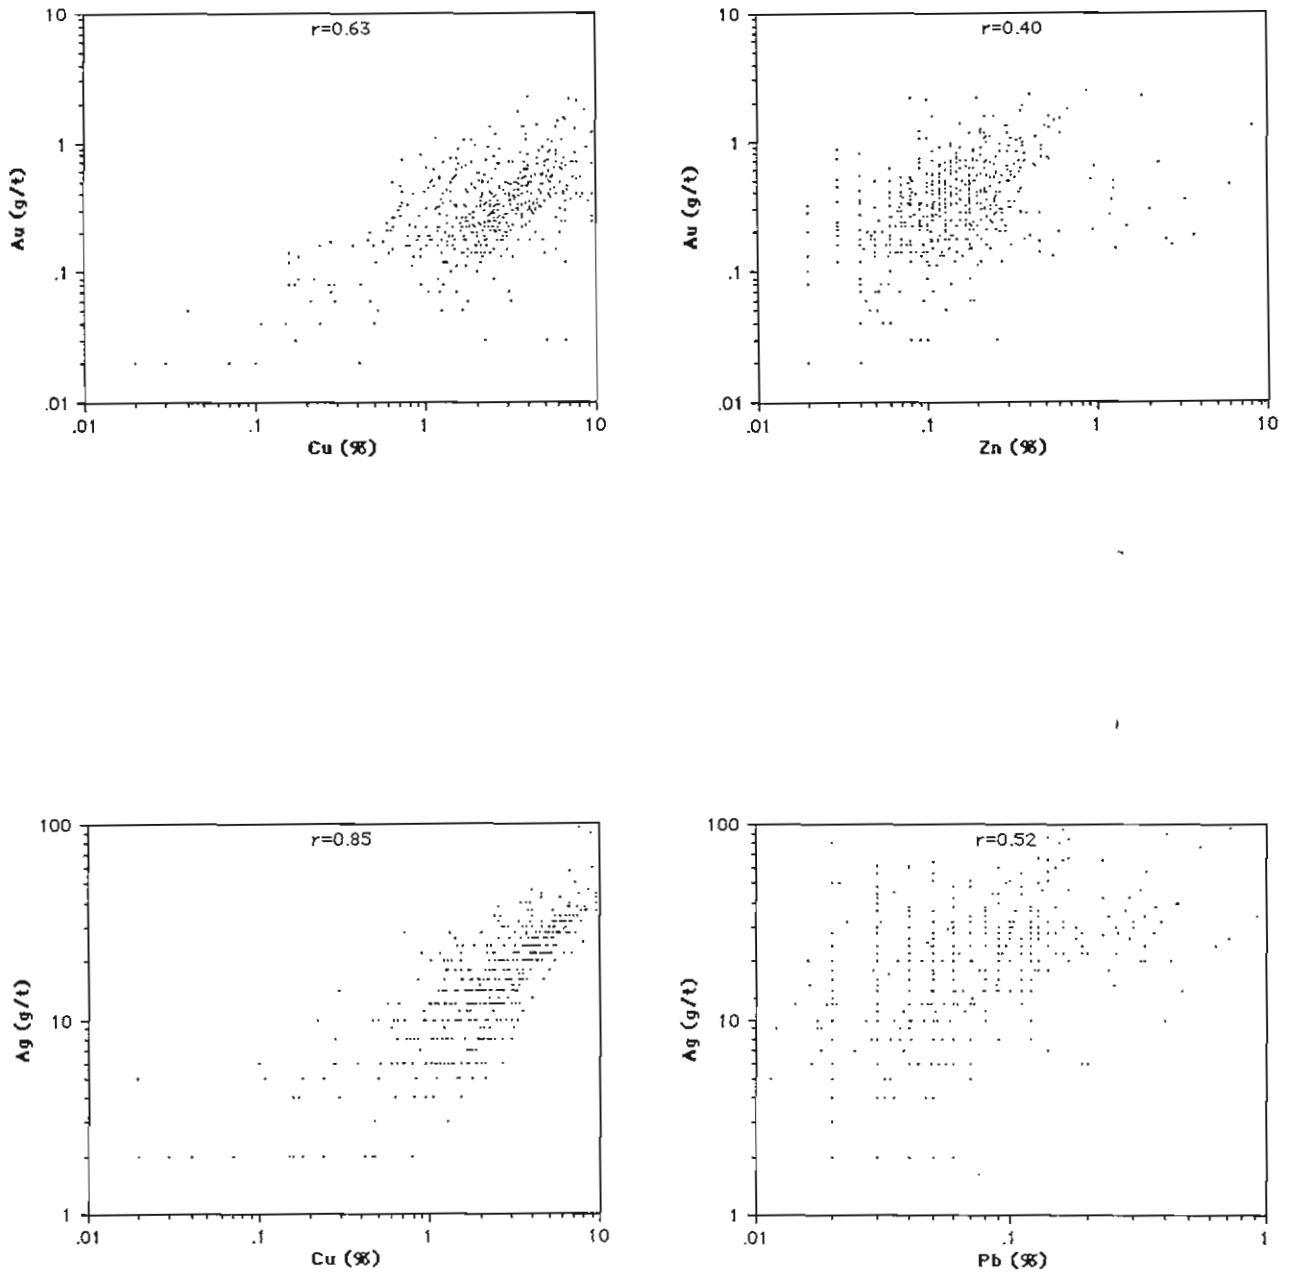 10
r=0.63
1
.1
.01
Au (g/t)
.01 .1 1 10
Cu (%)
10
r=0.40
1
.1
.01
Au (g/t)
.01 .1 1 10
Zn (%)
100
r=0.85
10
1
Ag (g/t)
.01 .1 1 10
Cu (%)
100
r=0.52
10
1
Ag (g/t)
.01 .1 1
Pb (%)